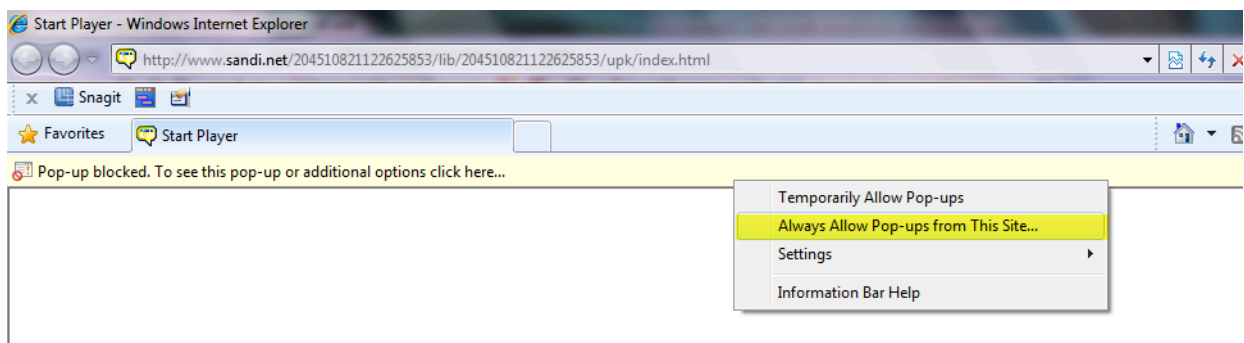 Start Player - Windows Internet Explorer
http://www.sandi.net/204510821122625853/lib/204510821122625853/upk/index.html
x Snagit
Favorites Start Player
Pop-up blocked. To see this pop-up or additional options click here...
Temporarily Allow Pop-ups
Always Allow Pop-ups from This Site...
Settings
Information Bar Help